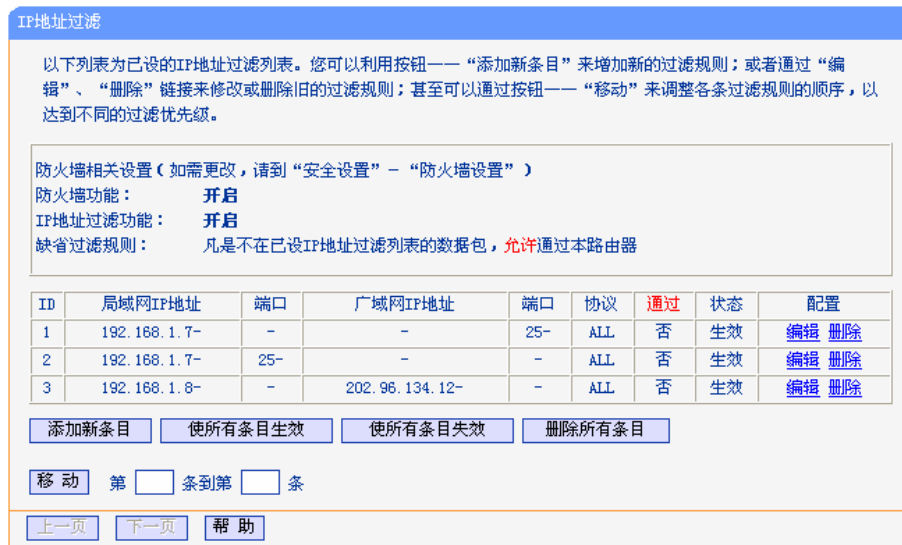 IP地址过滤
以下列表为已设的IP地址过滤列表。您可以利用按钮——“添加新条目”来增加新的过滤规则；或者通过“编
辑”、“删除”链接来修改或删除旧的过滤规则；甚至可以通过按钮——“移动”来调整各条过滤规则的顺序，以
达到不同的过滤优先级。
防火墙相关设置(如需更改，请到“安全设置”-“防火墙设置”)
防火墙功能： 开启
IP地址过滤功能： 开启
缺省过滤规则： 凡是不在已设IP地址过滤列表的数据包，允许通过本路由器
ID 局域网IP地址 端口 广域网IP地址 端口 协议 通过 状态 配置
1 192.168.1.7- - - 25- ALL 否 生效 编辑 删除
2 192.168.1.7- 25- - - ALL 否 生效 编辑 删除
3 192.168.1.8- - 202.96.134.12- - ALL 否 生效 编辑 删除
添加新条目 使所有条目生效 使所有条目失效 删除所有条目
移 动 第 条到第 条
上一页 下一页 帮 助